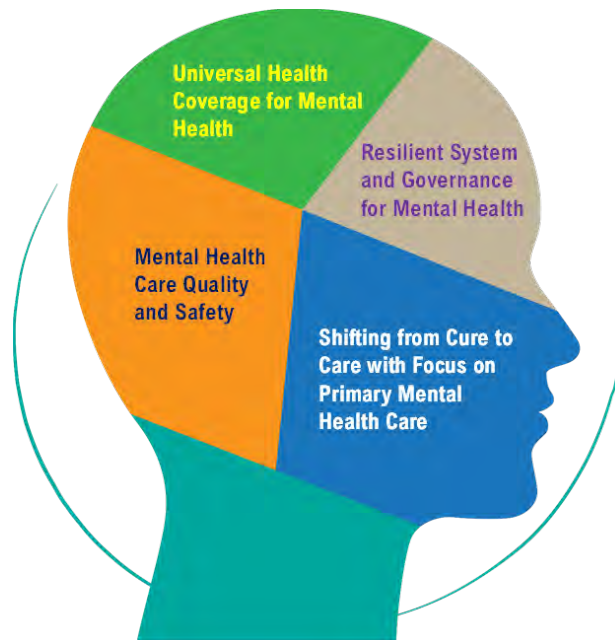 Universal Health
Coverage for Mental
Health
Resilient System
and Governance
for Mental Health
Mental Health
Care Quality
and Safety
Shifting from Cure to
Care with Focus on
Primary Mental
Health Care